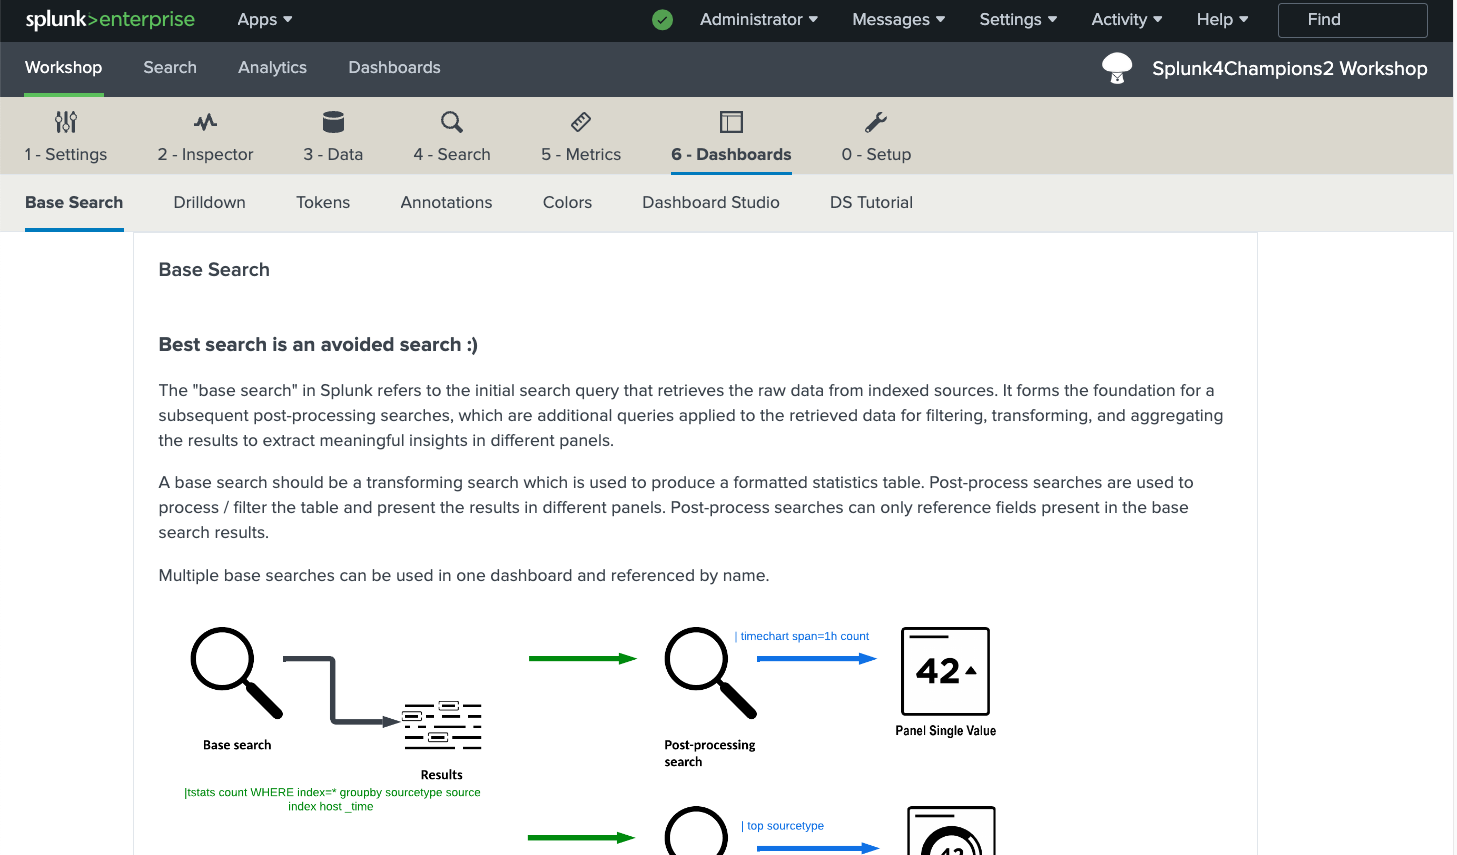 splunk>enterprise Apps Administrator Messages Settings Activity Help Find
Workshop Search Analytics Dashboards Splunk4Champions2 Workshop
1 - Settings 2 - Inspector 3 - Data 4 - Search 5 - Metrics 6 - Dashboards 0 - Setup
Base Search Drilldown Tokens Annotations Colors Dashboard Studio DS Tutorial
Base Search
Best search is an avoided search :)
The "base search" in Splunk refers to the initial search query that retrieves the raw data from indexed sources. It forms the foundation for a
subsequent post-processing searches, which are additional queries applied to the retrieved data for filtering, transforming, and aggregating
the results to extract meaningful insights in different panels.
A base search should be a transforming search which is used to produce a formatted statistics table. Post-process searches are used to
process / filter the table and present the results in different panels. Post-process searches can only reference fields present in the base
search results.
Multiple base searches can be used in one dashboard and referenced by name.
| timechart span=1h count
42
Panel Single Value
Base search
Post-processing
search
Results
|tstats count WHERE index=* groupby sourcetype source
index host _time
| top sourcetype
42